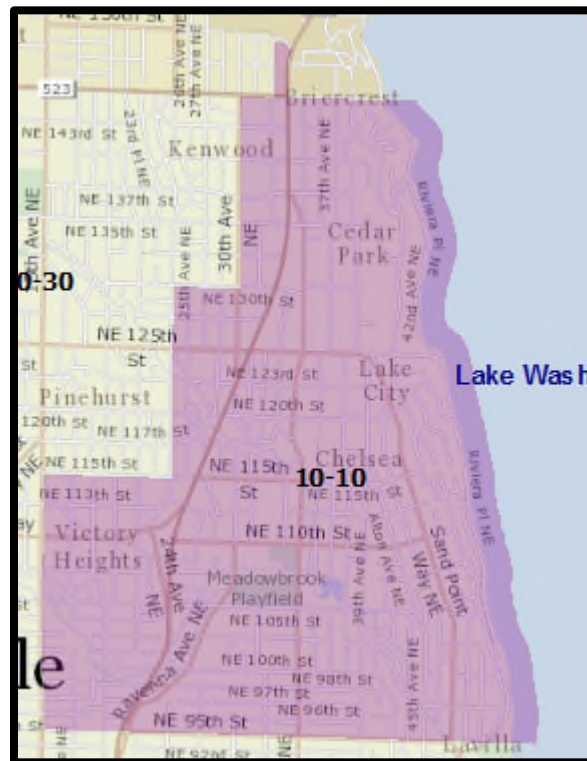 NE 150th St
523
26th Ave NE
27th Ave NE
Briercrest
NE 143rd St
23rd Pl NE
Kenwood
37th Ave NE
Riviera Pl NE
NE 137th St
NE 135th St
30th Ave
NE
Cedar
Park
42nd Ave NE
25th Ave NE
0-30
NE 130th St
NE 125th
St
NE 123rd St
Lake
City
Lake Wash
St
Pinehurst
NE 120th St
120th St
NE 117th St
NE 115th St
Chelsea
NE 115th
St
10-10
NE 115th St
NE 113th St
Riviera Pl NE
Victory
Heights
24th Ave
NE
NE 110th St
Alton Ave NE
39th Ave NE
Sand Point
Way NE
Meadowbrook
Playfield
NE 105th St
Ravenna Ave NE
le
NE 100th St
NE 98th St
NE 97th St
NE 96th St
45th Ave NE
NE 95th St
NE 92nd St
Lavilla